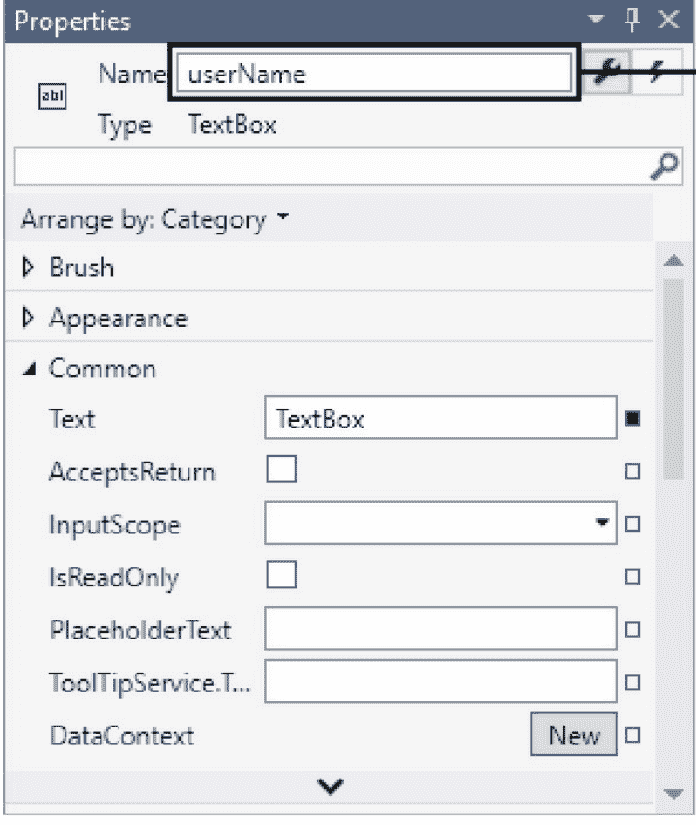 Properties
Name userName
abl
Type TextBox
Arrange by: Category
Brush
Appearance
Common
Text TextBox
AcceptsReturn
InputScope
IsReadOnly
PlaceholderText
ToolTipService.T...
DataContext New